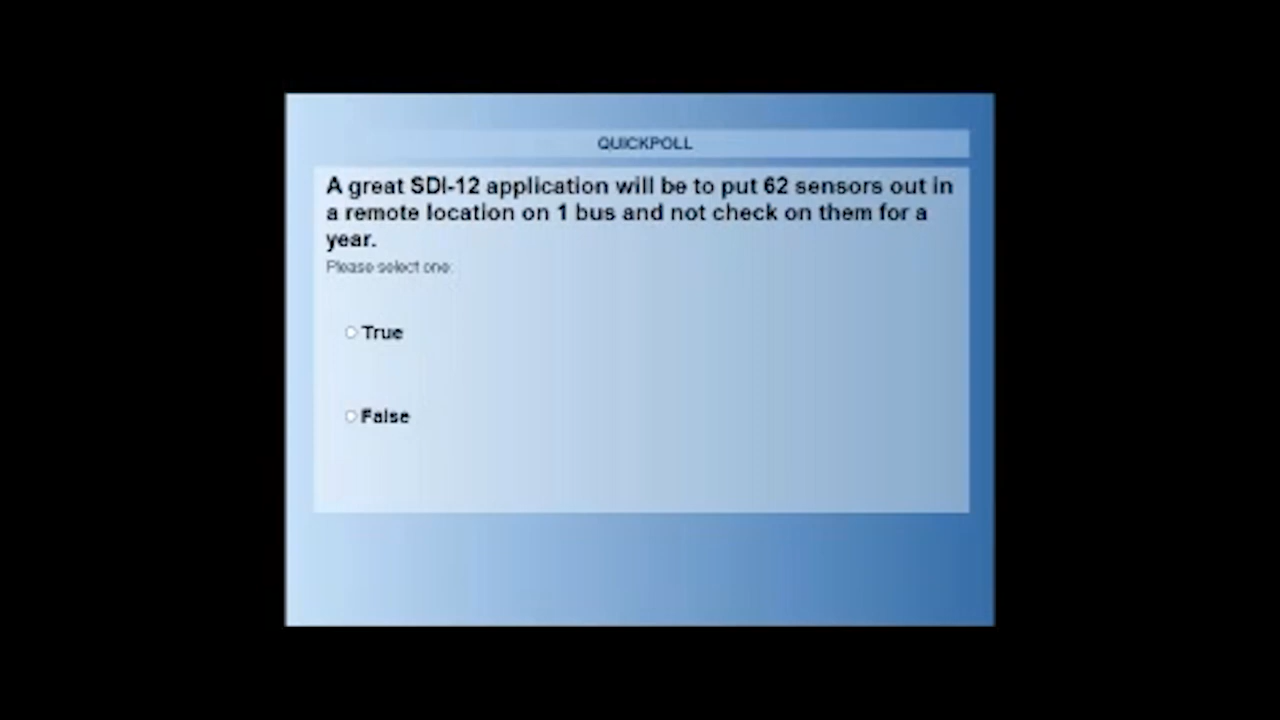 QUICKPOLL
A great SDI-12 application will be to put 62 sensors out in
a remote location on 1 bus and not check on them for a
year.
Please select one:
True
False